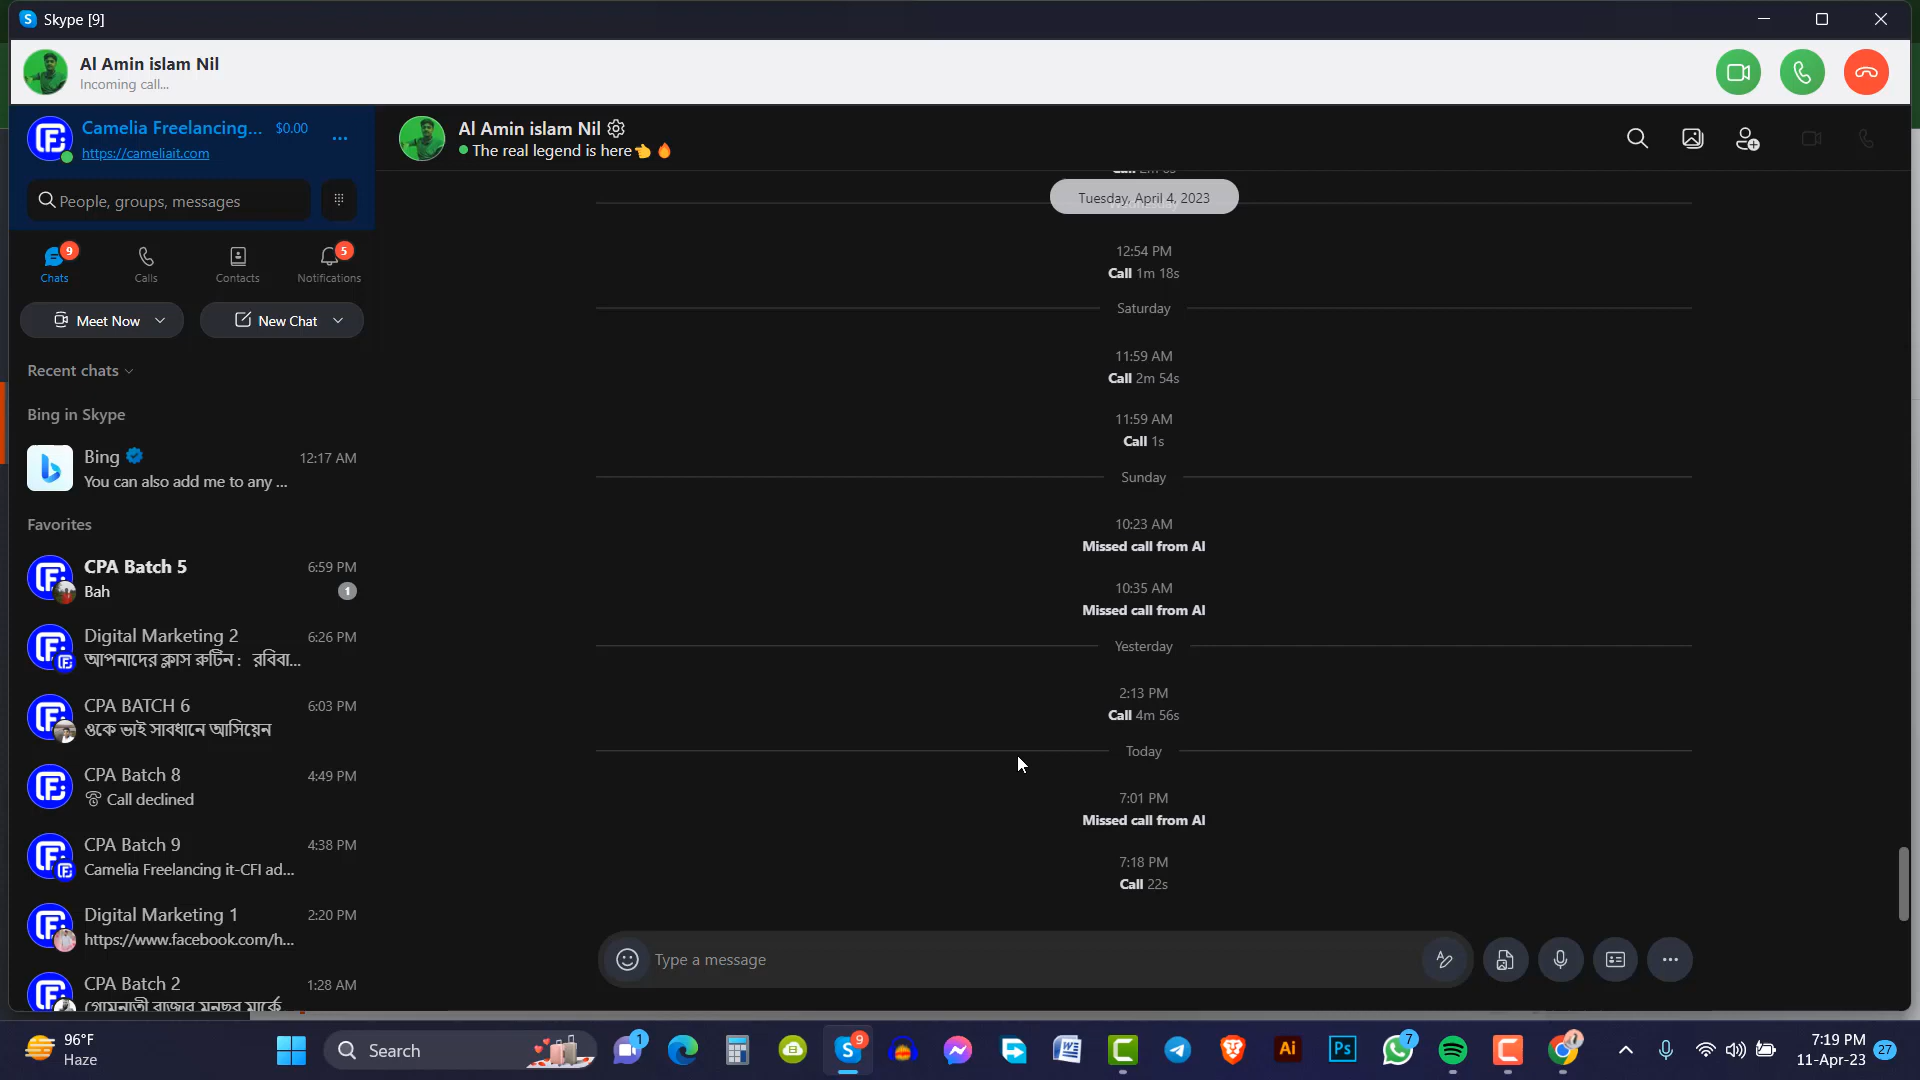 Skype [9]
Al Amin islam Nil
Incoming call...
Camelia Freelancing... $0.00
https://cameliait.com
People, groups, messages
9
Chats
Calls
Contacts
5
Notifications
Meet Now
New Chat
Recent chats
Bing in Skype
Bing 12:17 AM
You can also add me to any ...
Favorites
CPA Batch 5 6:59 PM
Bah 1
Digital Marketing 2 6:26 PM
আপনাদের ক্লাস রুটিন : রবিবা...
CPA BATCH 6 6:03 PM
ওকে ভাই সাবধানে আসিয়েন
CPA Batch 8 4:49 PM
Call declined
CPA Batch 9 4:38 PM
Camelia Freelancing it-CFI ad...
Digital Marketing 1 2:20 PM
https://www.facebook.com/h...
CPA Batch 2 1:28 AM
Al Amin islam Nil
The real legend is here👈🔥
Tuesday, April 4, 2023
12:54 PM
Call 1m 18s
Saturday
11:59 AM
Call 2m 54s
11:59 AM
Call 1s
Sunday
10:23 AM
Missed call from Al
10:35 AM
Missed call from Al
Yesterday
2:13 PM
Call 4m 56s
Today
7:01 PM
Missed call from Al
7:18 PM
Call 22s
Type a message
96°F
Haze
Search
1
9
Ai
Ps
7
7:19 PM
11-Apr-23
27